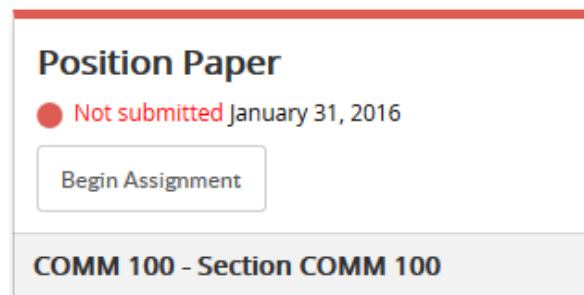 Position Paper
Not submitted January 31, 2016
Begin Assignment
COMM 100 - Section COMM 100